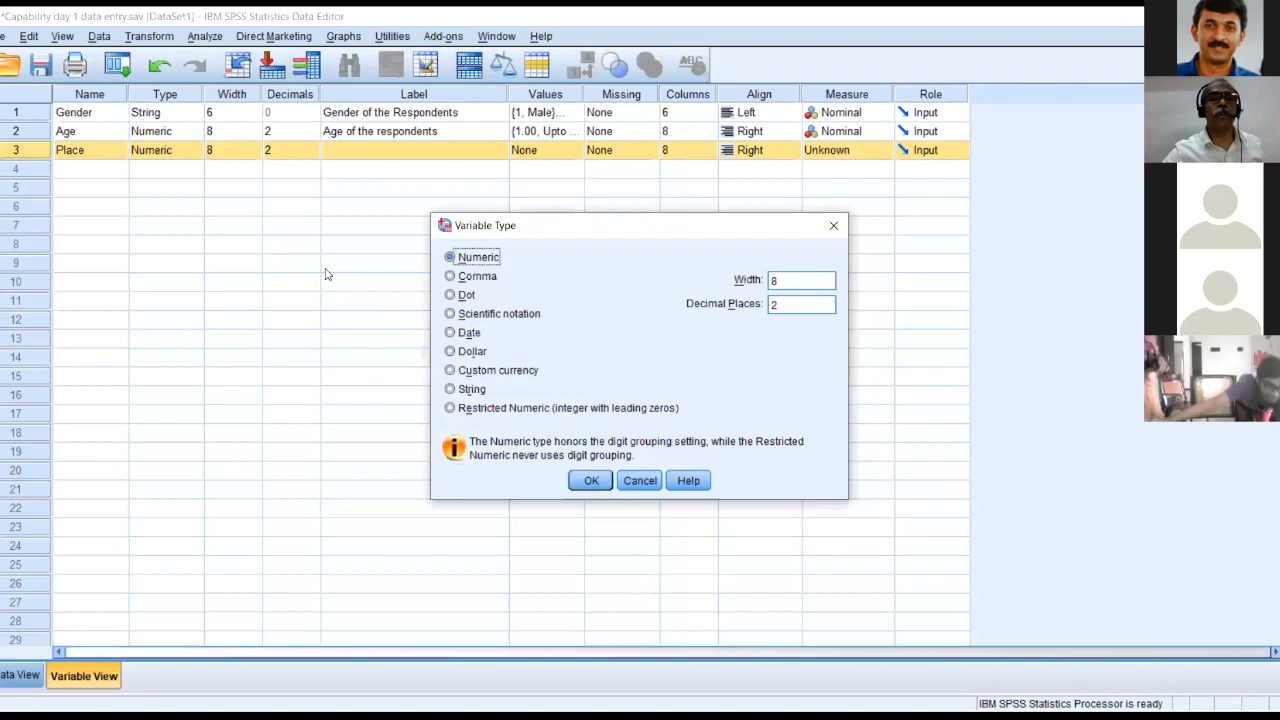 *Capability day 1 data entry.sav [DataSet1] - IBM SPSS Statistics Data Editor
e Edit View Data Transform Analyze Direct Marketing Graphs Utilities Add-ons Window Help
Name Type Width Decimals Label Values Missing Columns Align Measure Role
1 Gender String 6 0 Gender of the Respondents {1, Male}... None 6 Left Nominal Input
2 Age Numeric 8 2 Age of the respondents {1.00, Upto ... None 8 Right Nominal Input
3 Place Numeric 8 2 None None 8 Right Unknown Input
4
5
6
7
8
9
10
11
12
13
14
15
16
17
18
19
20
21
22
23
24
25
26
27
28
29
Variable Type
Numeric
Comma
Dot
Scientific notation
Date
Dollar
Custom currency
String
Restricted Numeric (integer with leading zeros)
Width: 8
Decimal Places: 2
The Numeric type honors the digit grouping setting, while the Restricted
Numeric never uses digit grouping.
OK Cancel Help
ata View Variable View
IBM SPSS Statistics Processor is ready